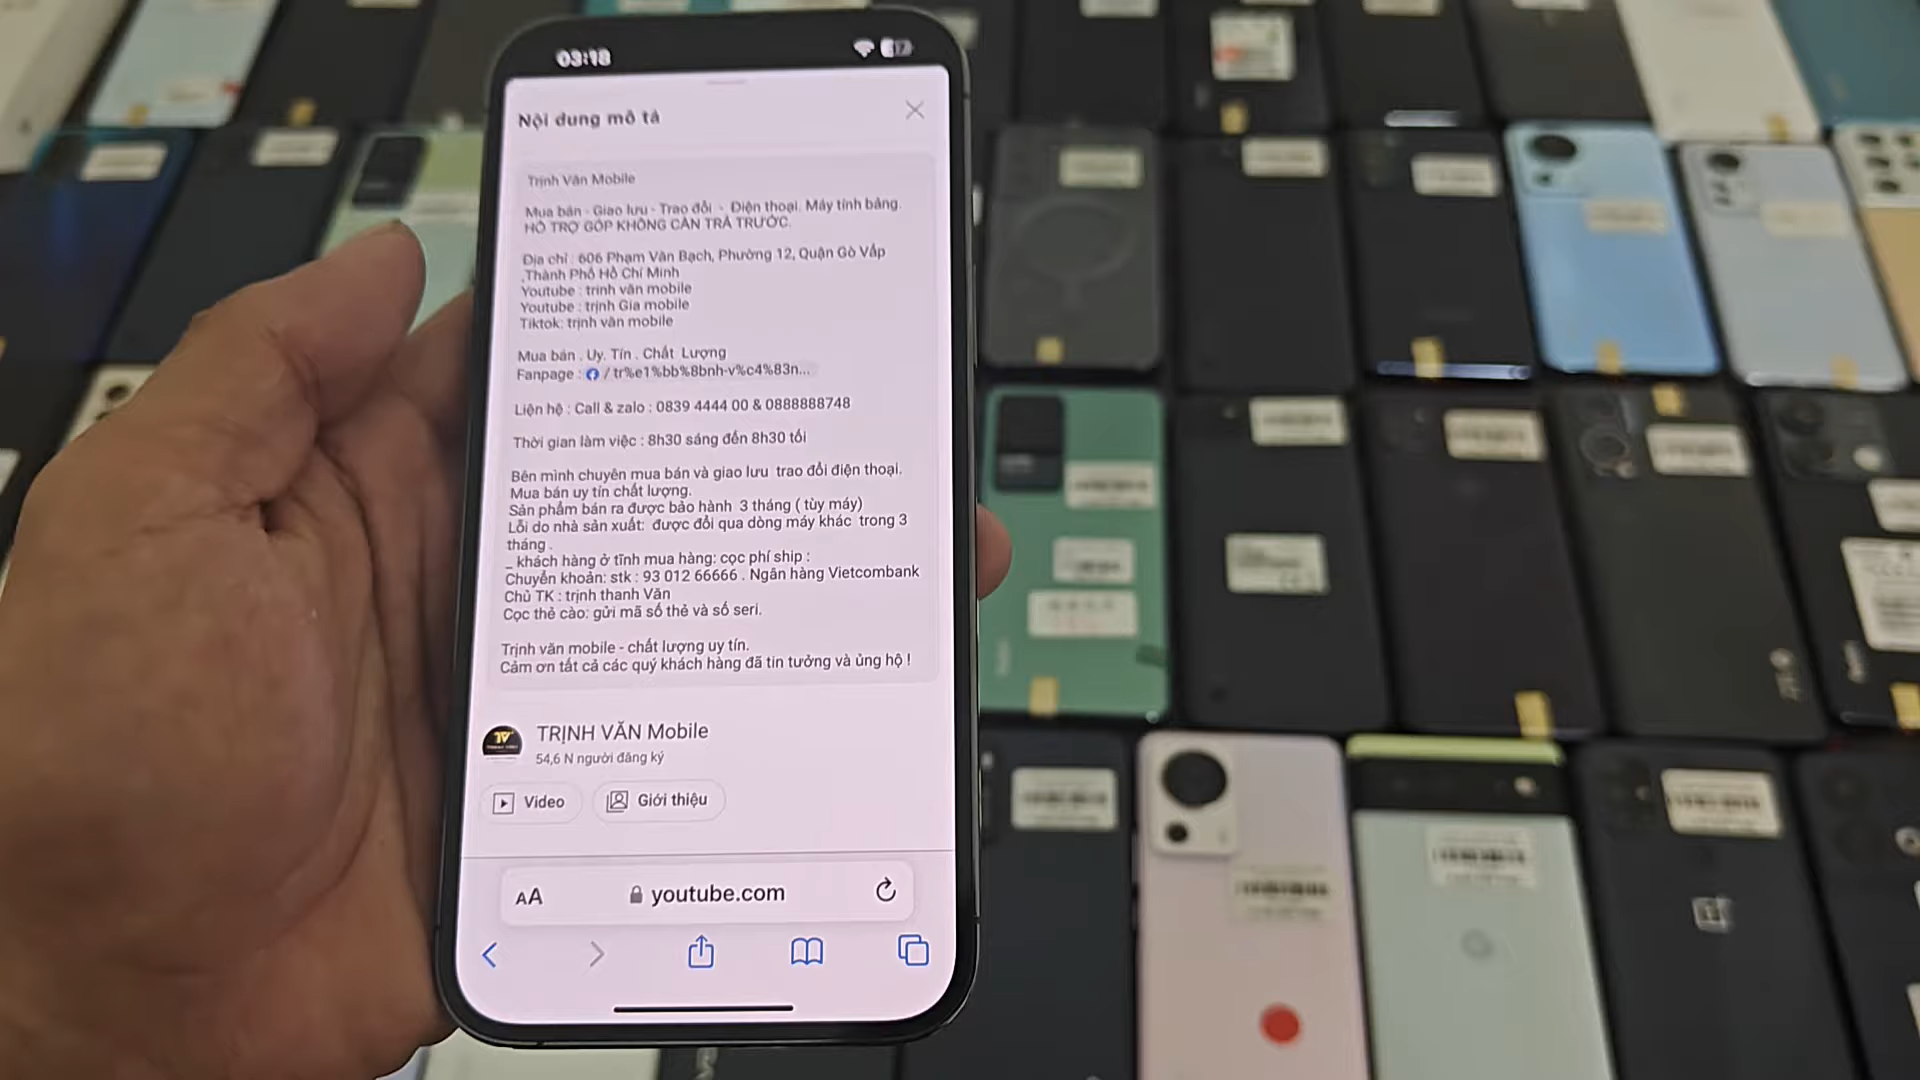 03:18
Nội dung mô tả
Trịnh Văn Mobile
Mua bán - Giao lưu - Trao đổi - Điện thoại. Máy tính bảng.
HỖ TRỢ GÓP KHÔNG CẦN TRẢ TRƯỚC.
Địa chỉ : 606 Phạm Văn Bạch, Phường 12, Quận Gò Vấp
,Thành Phố Hồ Chí Minh
Youtube : trinh văn mobile
Youtube : trịnh Gia mobile
Tiktok: trịnh văn mobile
Mua bán . Uy. Tín . Chất Lượng
Fanpage : / tr%e1%bb%8bnh-v%c4%83n...
Liện hệ : Call & zalo : 0839 4444 00 & 0888888748
Thời gian làm việc : 8h30 sáng đến 8h30 tối
Bên mình chuyên mua bán và giao lưu trao đổi điện thoại.
Mua bán uy tín chất lượng.
Sản phẩm bán ra được bảo hành 3 tháng ( tùy máy)
Lỗi do nhà sản xuất: được đổi qua dòng máy khác trong 3
tháng .
_ khách hàng ở tĩnh mua hàng: cọc phí ship :
Chuyển khoản: stk : 93 012 66666 . Ngân hàng Vietcombank
Chủ TK : trịnh thanh Văn
Cọc thẻ cào: gửi mã số thẻ và số seri.
Trịnh văn mobile - chất lượng uy tín.
Cảm ơn tất cả các quý khách hàng đã tin tưởng và ủng hộ !
TV
TRỊNH VĂN Mobile
54,6 N người đăng ký
Video
Giới thiệu
AA
youtube.com